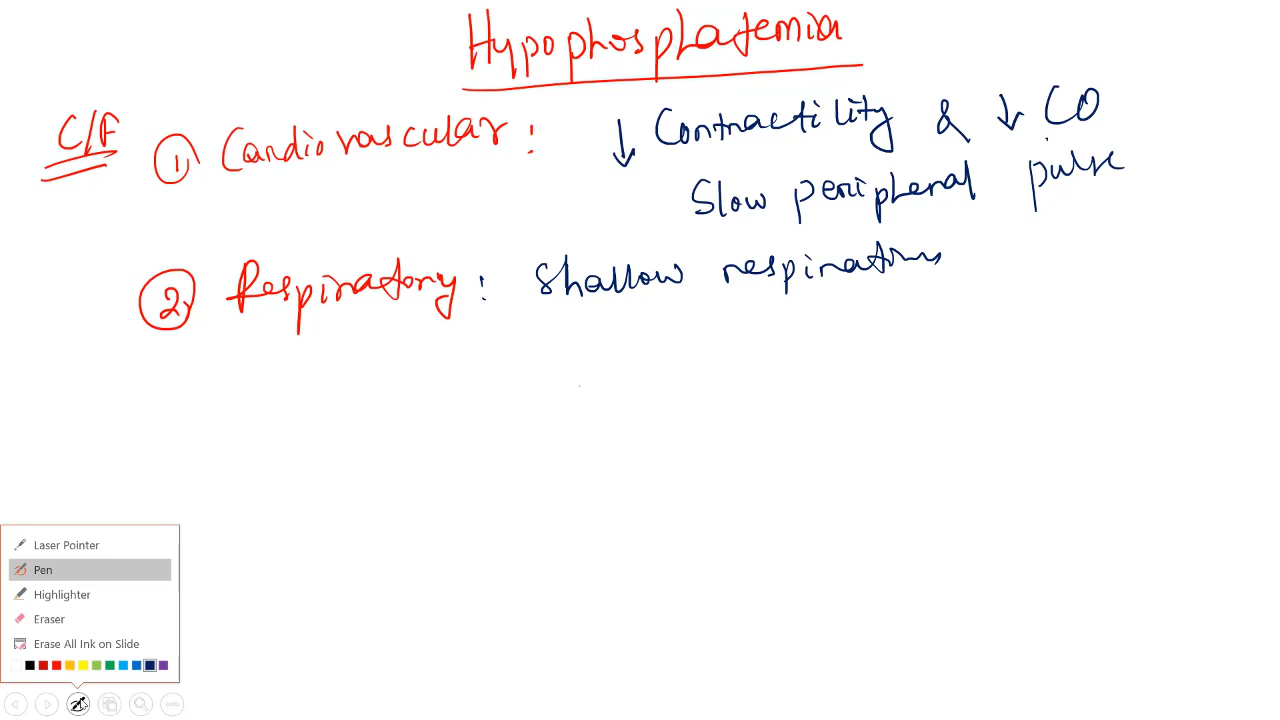 Hypophosphatemia
C/F
1, Cardiovascular : ↓ Contractility & ↓ CO
Slow peripheral pulse
2, Respiratory : Shallow respirations
Laser Pointer
Pen
Highlighter
Eraser
Erase All Ink on Slide